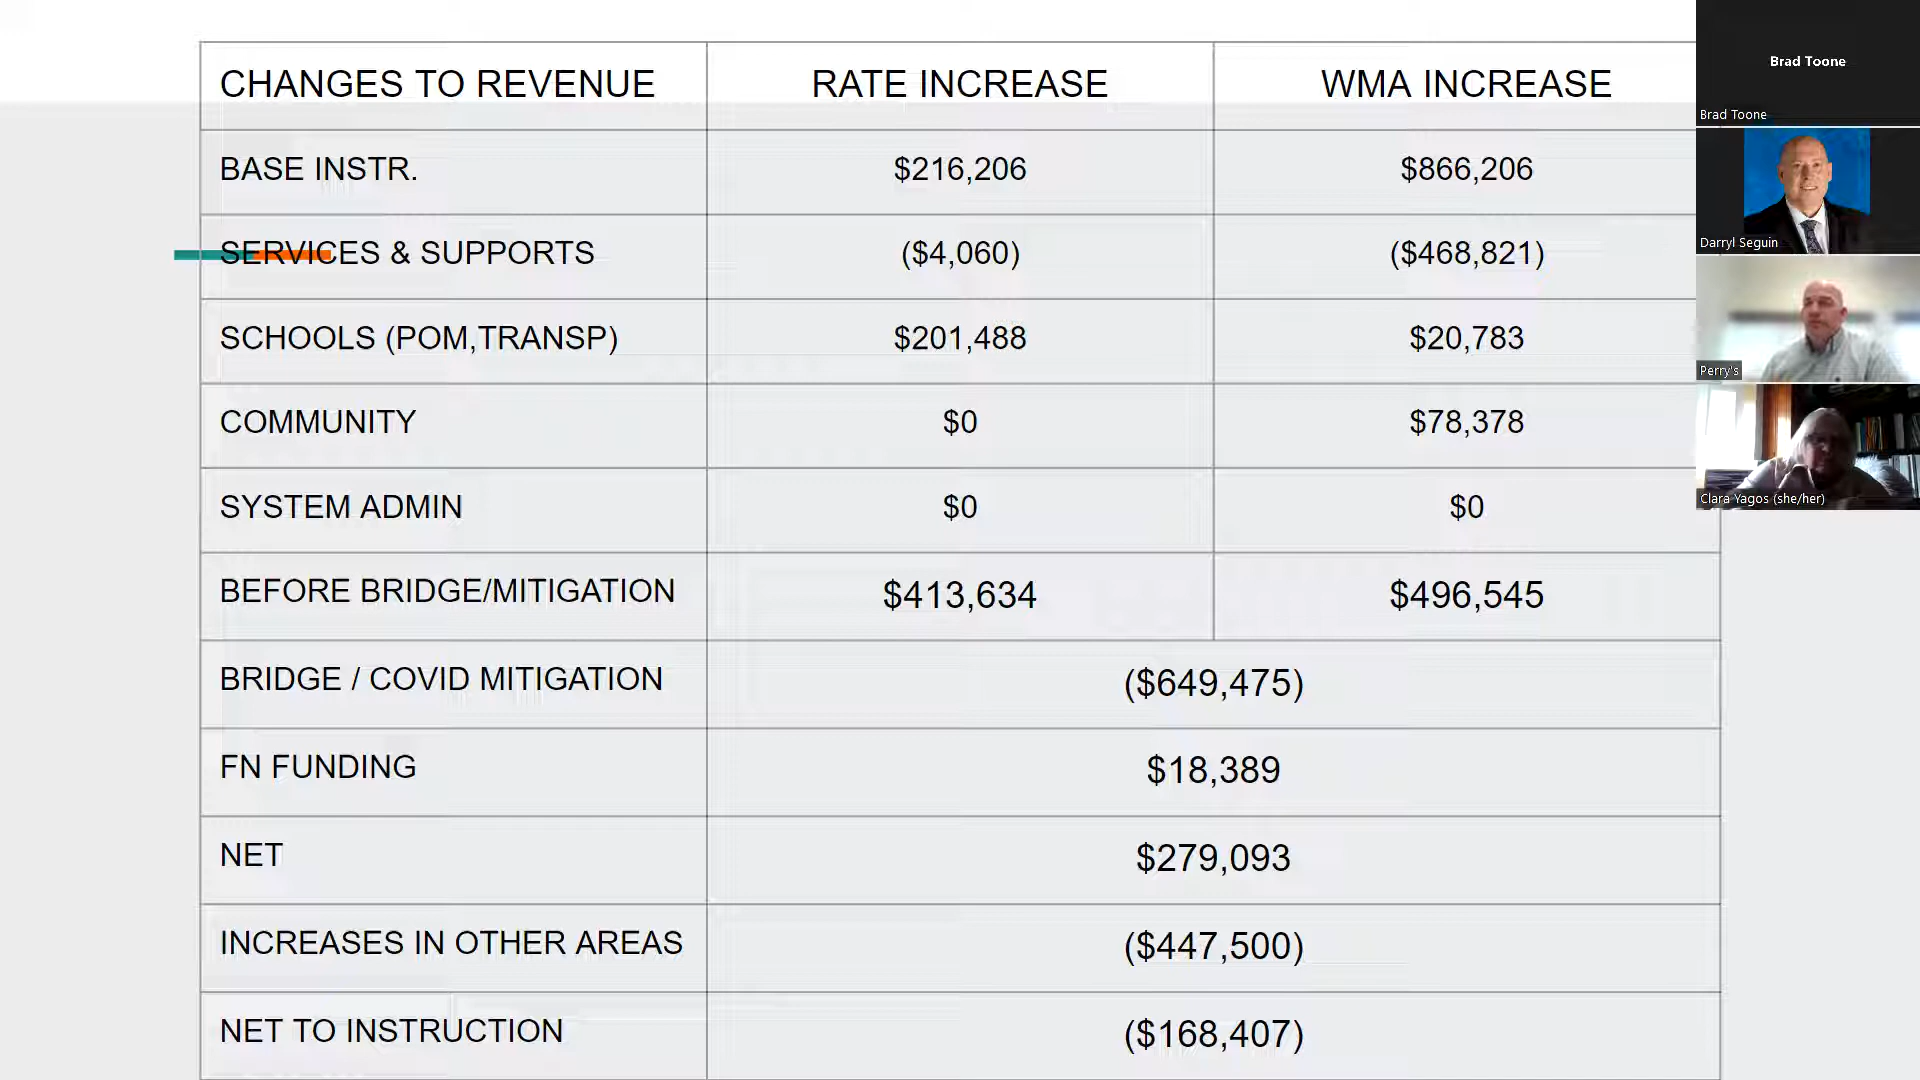 CHANGES TO REVENUE RATE INCREASE WMA INCREASE
BASE INSTR. $216,206 $866,206
SERVICES & SUPPORTS ($4,060) ($468,821)
SCHOOLS (POM,TRANSP) $201,488 $20,783
COMMUNITY $0 $78,378
SYSTEM ADMIN $0 $0
BEFORE BRIDGE/MITIGATION $413,634 $496,545
BRIDGE / COVID MITIGATION ($649,475)
FN FUNDING $18,389
NET $279,093
INCREASES IN OTHER AREAS ($447,500)
NET TO INSTRUCTION ($168,407)
Brad Toone
Brad Toone
Darryl Seguin
Perry's
Clara Yagos (she/her)